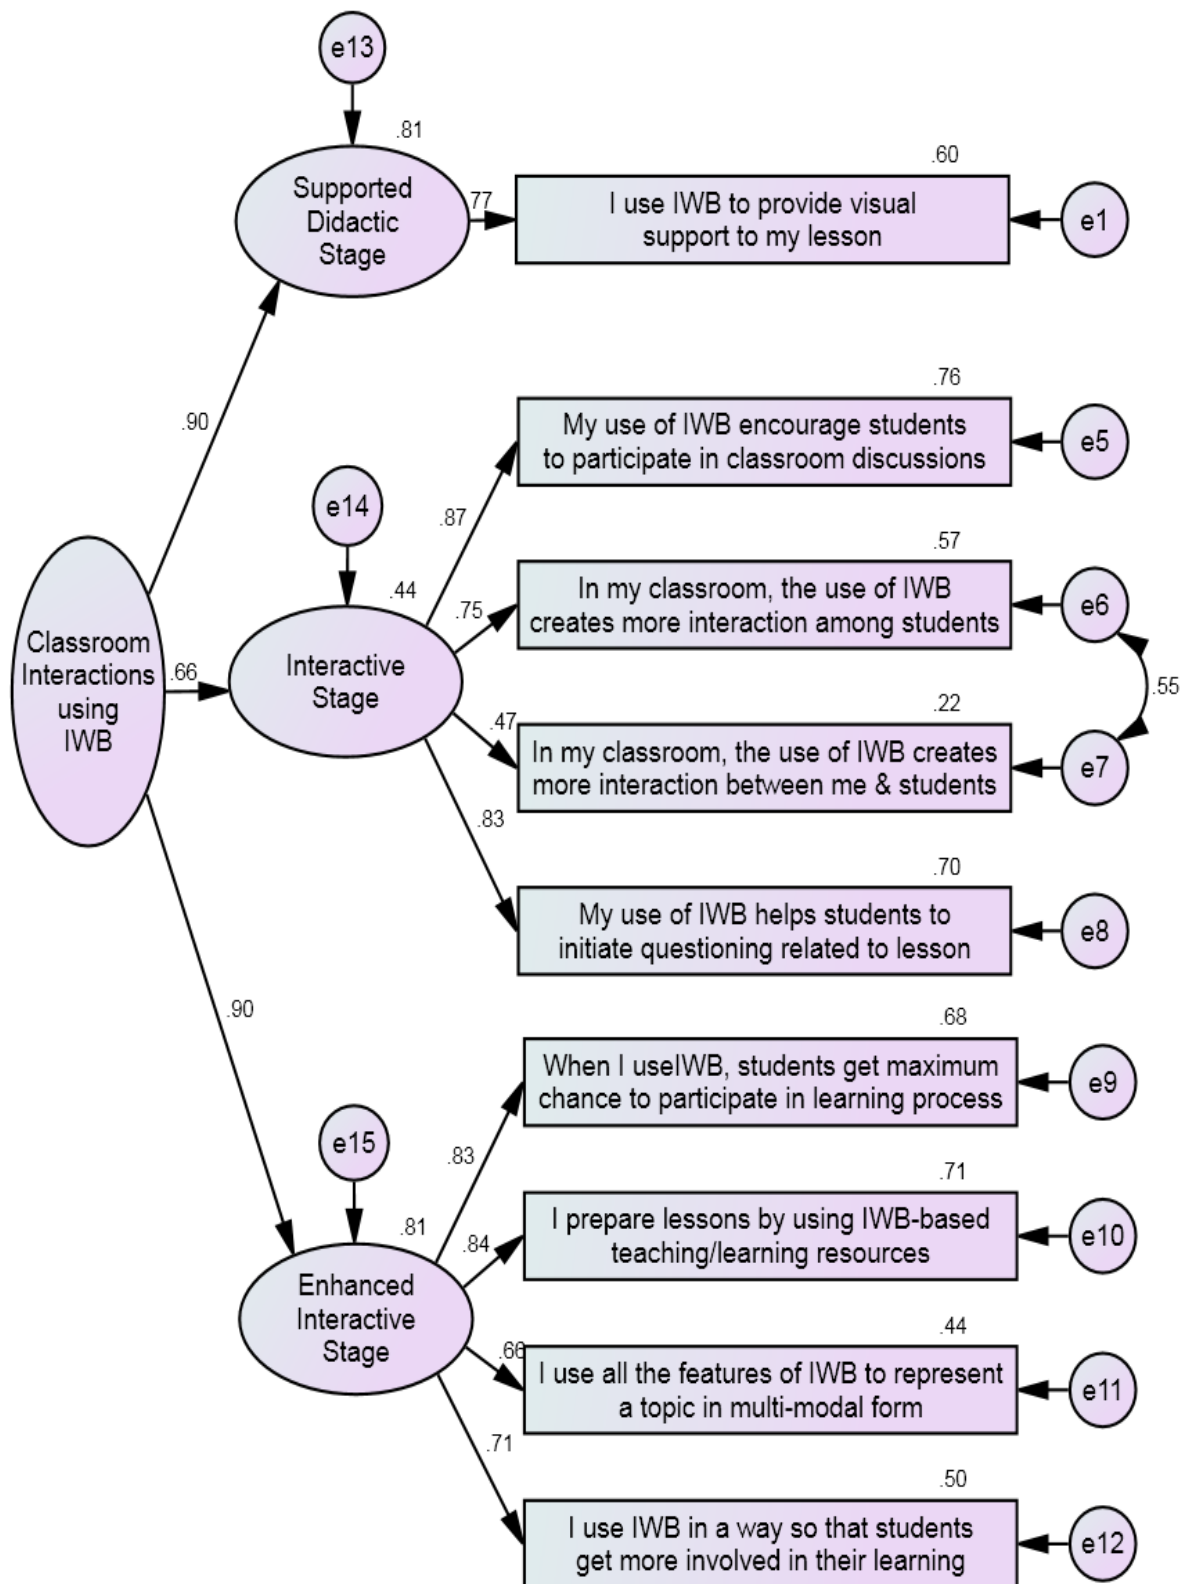 e13
.81
Supported
Didactic
Stage
77
.60
I use IWB to provide visual
support to my lesson
e1
.90
.76
My use of IWB encourage students
to participate in classroom discussions
e5
e14
.87
.44
.57
In my classroom, the use of IWB
creates more interaction among students
e6
.75
Classroom
Interactions
using
IWB
.66
Interactive
Stage
.55
.47
.22
In my classroom, the use of IWB creates
more interaction between me & students
e7
.83
.70
My use of IWB helps students to
initiate questioning related to lesson
e8
.90
.68
When I useIWB, students get maximum
chance to participate in learning process
e9
e15
.83
.81
.71
I prepare lessons by using IWB-based
teaching/learning resources
e10
.84
Enhanced
Interactive
Stage
.66
.44
I use all the features of IWB to represent
a topic in multi-modal form
e11
.71
.50
I use IWB in a way so that students
get more involved in their learning
e12